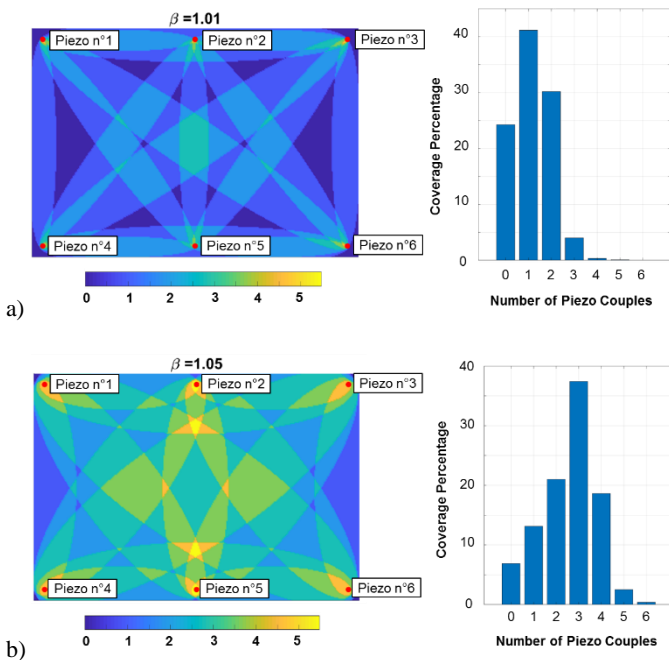 β =1.01
Piezo n°1
Piezo n°2
Piezo n°3
Piezo n°4
Piezo n°5
Piezo n°6
0 1 2 3 4 5
a)
Coverage Percentage
40
30
20
10
0
0 1 2 3 4 5 6
Number of Piezo Couples
β =1.05
Piezo n°1
Piezo n°2
Piezo n°3
Piezo n°4
Piezo n°5
Piezo n°6
0 1 2 3 4 5
b)
Coverage Percentage
40
30
20
10
0
0 1 2 3 4 5 6
Number of Piezo Couples